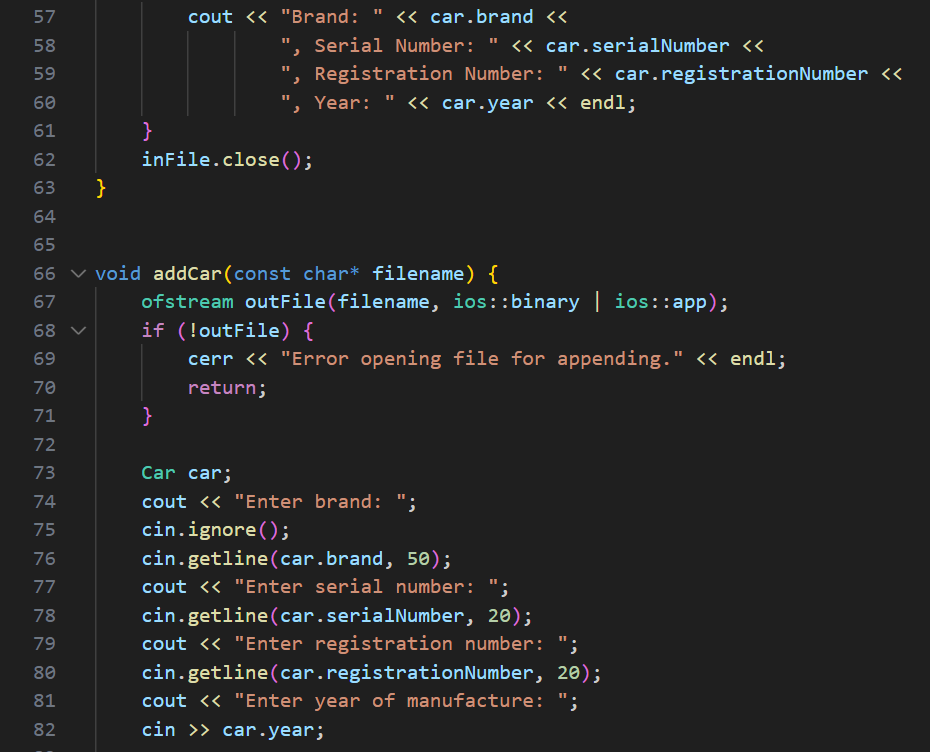 57 cout << "Brand: " << car.brand <<
58 ", Serial Number: " << car.serialNumber <<
59 ", Registration Number: " << car.registrationNumber <<
60 ", Year: " << car.year << endl;
61 }
62 inFile.close();
63 }
64
65
66 void addCar(const char* filename) {
67 ofstream outFile(filename, ios::binary | ios::app);
68 if (!outFile) {
69 cerr << "Error opening file for appending." << endl;
70 return;
71 }
72
73 Car car;
74 cout << "Enter brand: ";
75 cin.ignore();
76 cin.getline(car.brand, 50);
77 cout << "Enter serial number: ";
78 cin.getline(car.serialNumber, 20);
79 cout << "Enter registration number: ";
80 cin.getline(car.registrationNumber, 20);
81 cout << "Enter year of manufacture: ";
82 cin >> car.year;